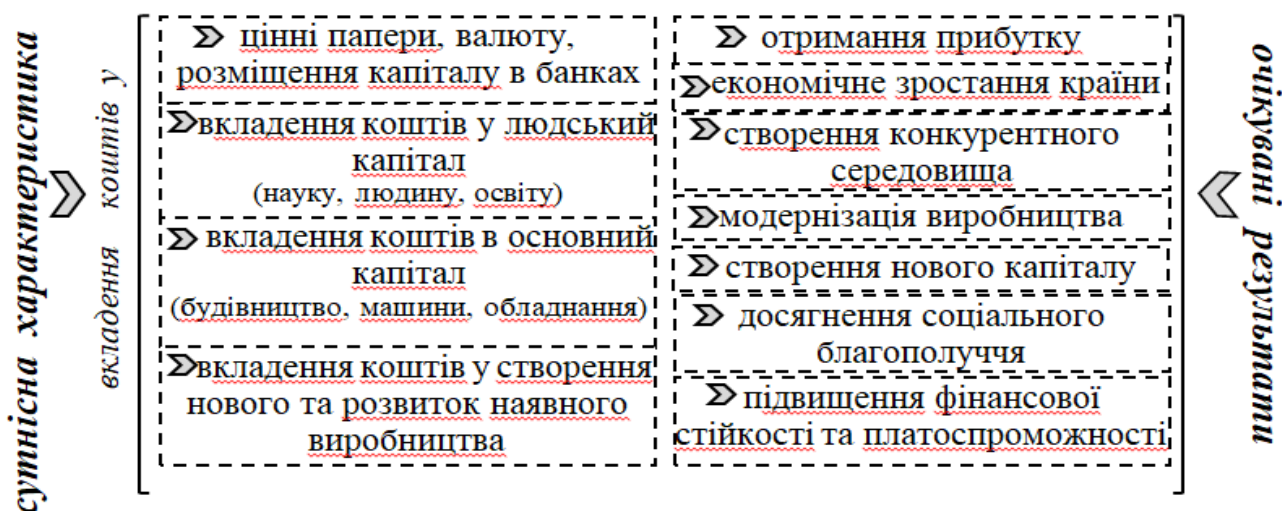 сутнісна характеристика
вкладення коштів у
цінні папери, валюту,
розміщення капіталу в банках
вкладення коштів у людський
капітал
(науку, людину, освіту)
вкладення коштів в основний
капітал
(будівництво, машини, обладнання)
вкладення коштів у створення
нового та розвиток наявного
виробництва
отримання прибутку
економічне зростання країни
створення конкурентного
середовища
модернізація виробництва
створення нового капіталу
досягнення соціального
благополуччя
підвищення фінансової
стійкості та платоспроможності
очікувані результати